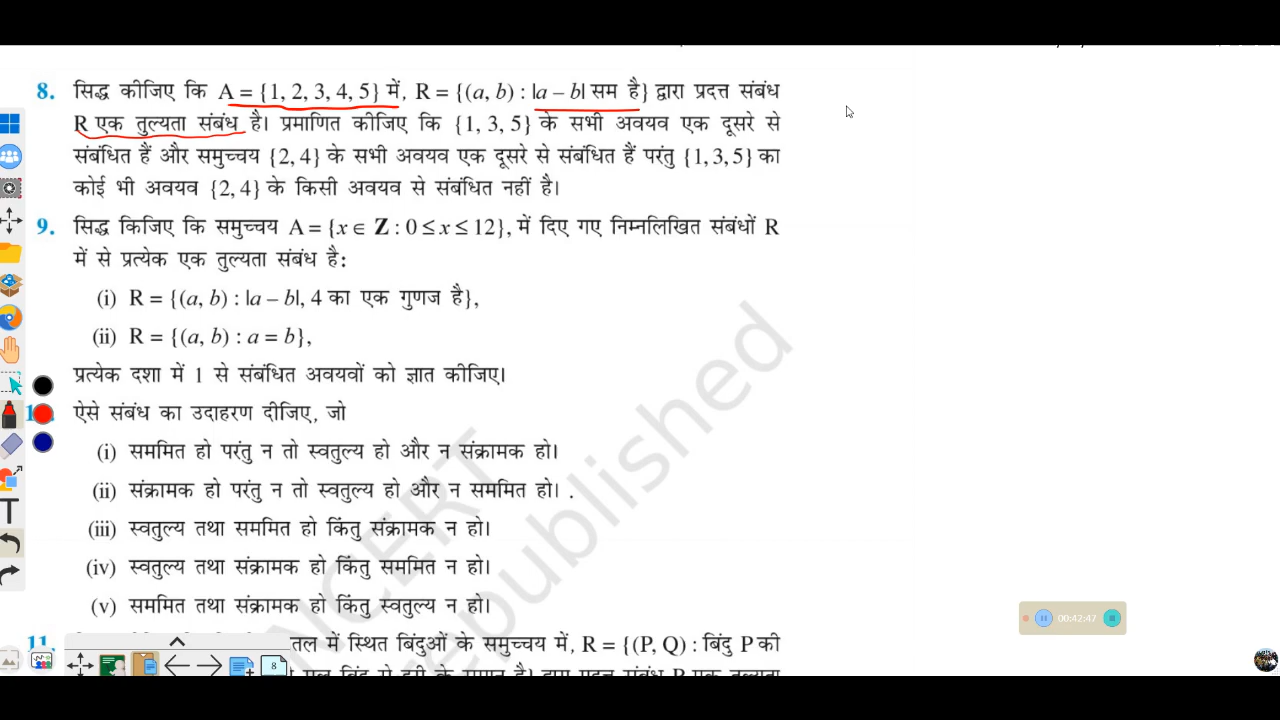 8. सिद्ध कीजिए कि A = {1, 2, 3, 4, 5} में, R = {(a, b) : |a – b| सम है} द्वारा प्रदत्त संबंध
R एक तुल्यता संबंध है। प्रमाणित कीजिए कि {1, 3, 5} के सभी अवयव एक दूसरे से
संबंधित हैं और समुच्चय {2, 4} के सभी अवयव एक दूसरे से संबंधित हैं परंतु {1, 3, 5} का
कोई भी अवयव {2, 4} के किसी अवयव से संबंधित नहीं है।
9. सिद्ध किजिए कि समुच्चय A = {x ∈ Z : 0 ≤ x ≤ 12}, में दिए गए निम्नलिखित संबंधों R
में से प्रत्येक एक तुल्यता संबंध है:
(i) R = {(a, b) : |a – b|, 4 का एक गुणज है},
(ii) R = {(a, b) : a = b},
प्रत्येक दशा में 1 से संबंधित अवयवों को ज्ञात कीजिए।
ऐसे संबंध का उदाहरण दीजिए, जो
(i) सममित हो परंतु न तो स्वतुल्य हो और न संक्रामक हो।
(ii) संक्रामक हो परंतु न तो स्वतुल्य हो और न सममित हो। .
(iii) स्वतुल्य तथा सममित हो किंतु संक्रामक न हो।
(iv) स्वतुल्य तथा संक्रामक हो किंतु सममित न हो।
(v) सममित तथा संक्रामक हो किंतु स्वतुल्य न हो।
11. तल में स्थित बिंदुओं के समुच्चय में, R = {(P, Q) : बिंदु P की
NCERT
republished
00:42:47
T
8